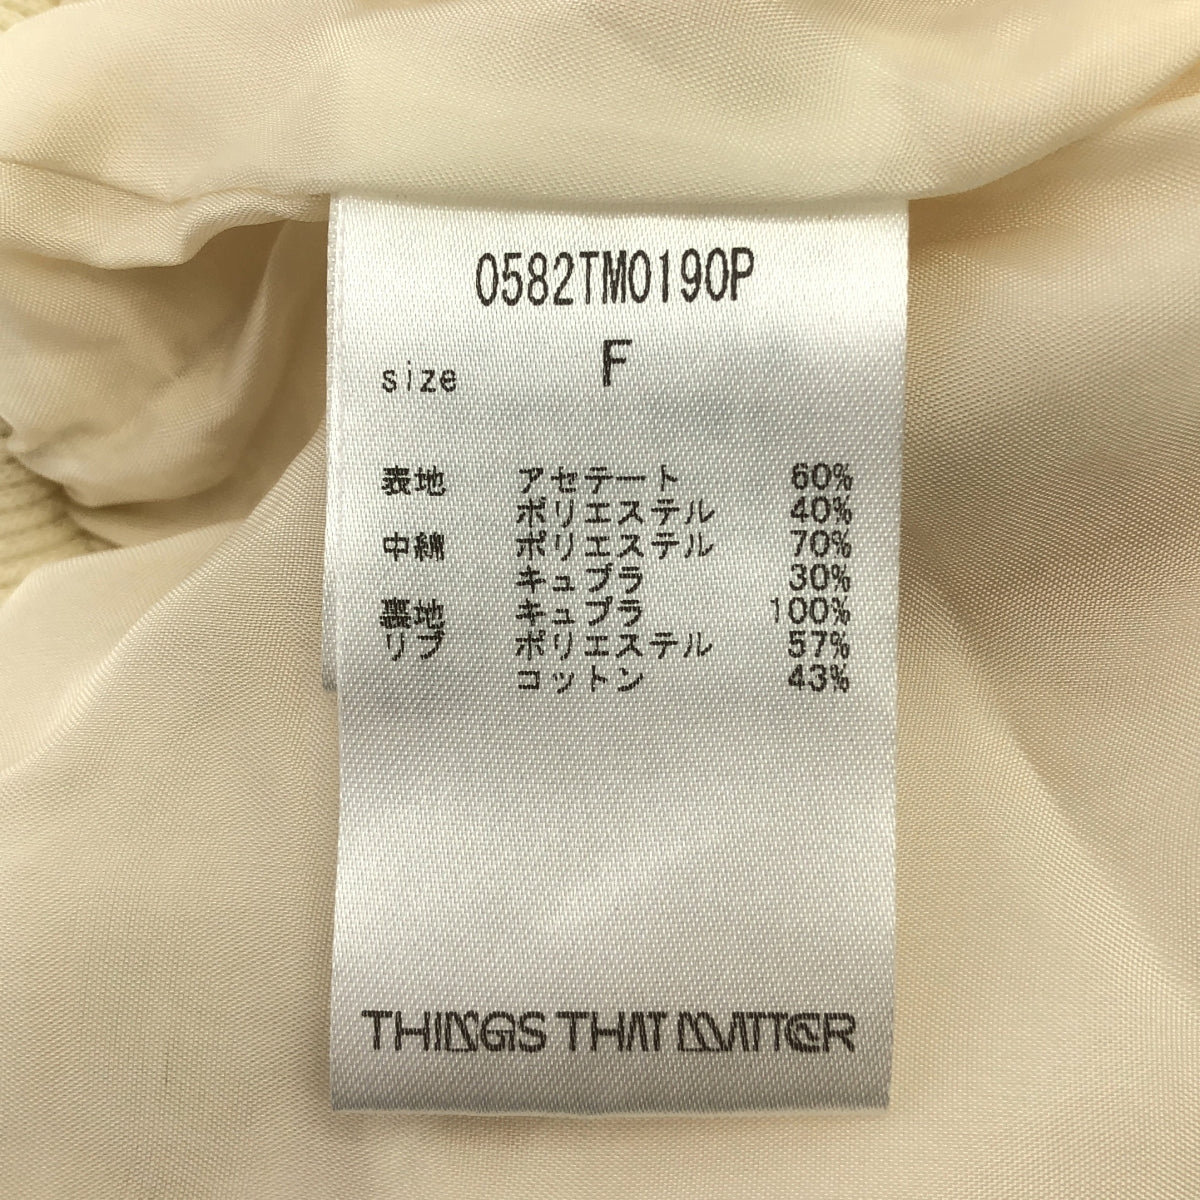 0582TM0190P
size F
表地 アセテート 60%
ポリエステル 40%
中綿 ポリエステル 70%
キュプラ 30%
裏地 キュプラ 100%
リブ ポリエステル 57%
コットン 43%
THINGS THAT MATTER